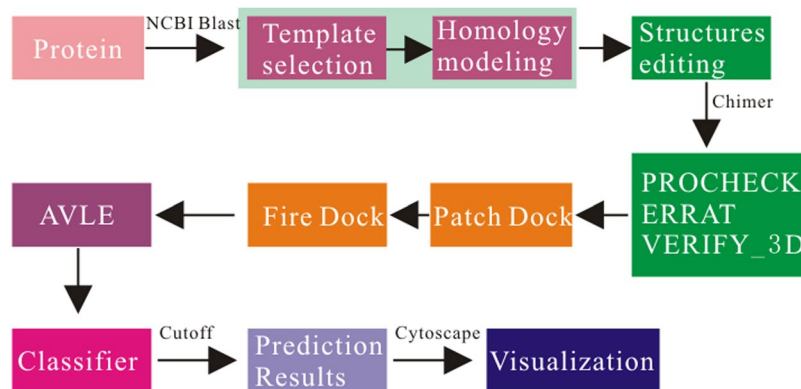 Protein
NCBI Blast
Template
selection
Homology
modeling
Structures
editing
Chimer
PROCHECK
ERRAT
VERIFY_3D
Patch Dock
Fire Dock
AVLE
Classifier
Cutoff
Prediction
Results
Cytoscape
Visualization